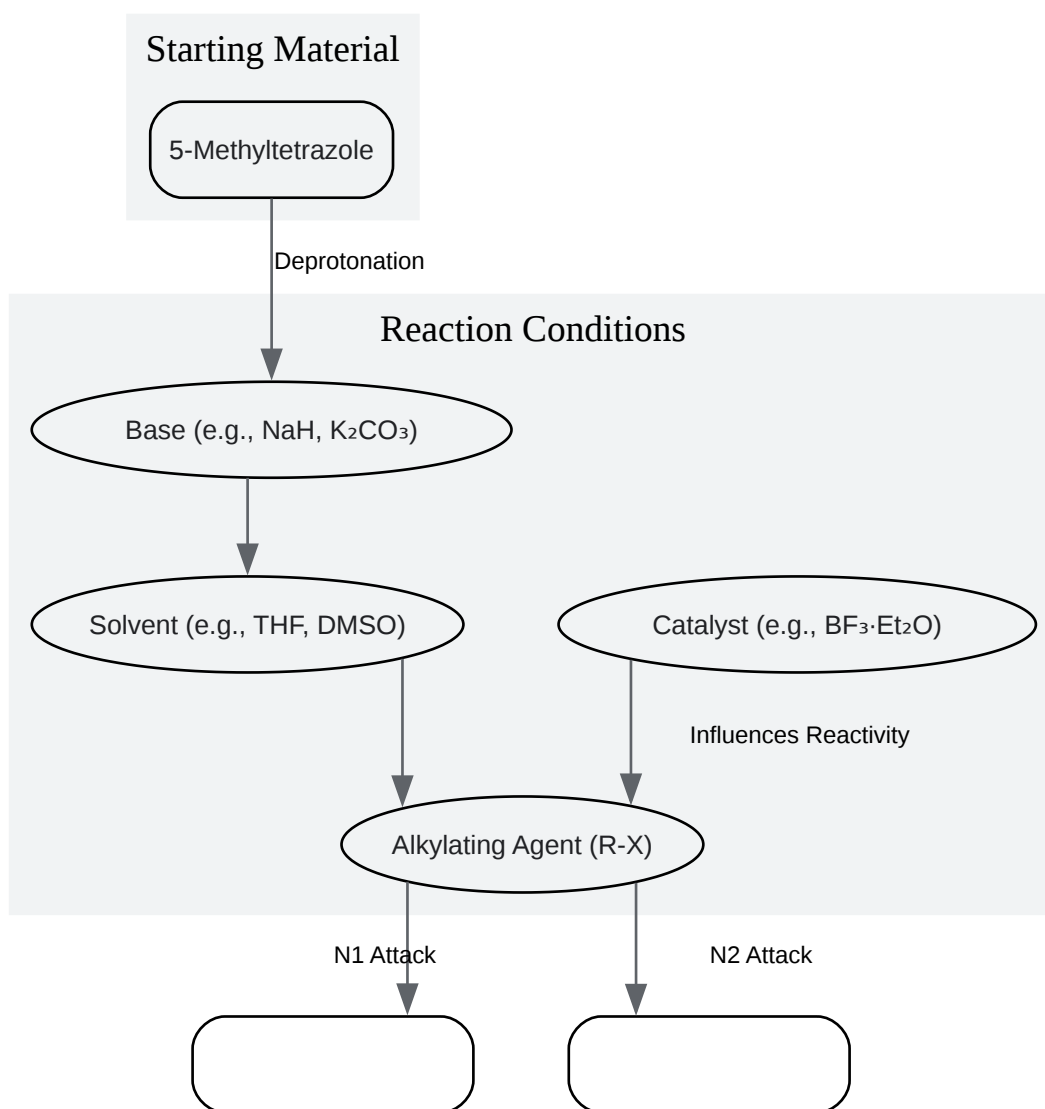 Starting Material
5-Methyltetrazole
Deprotonation
Reaction Conditions
Base (e.g., NaH, K₂CO₃)
Solvent (e.g., THF, DMSO)
Catalyst (e.g., BF₃·Et₂O)
Influences Reactivity
Alkylating Agent (R-X)
N1 Attack
N2 Attack